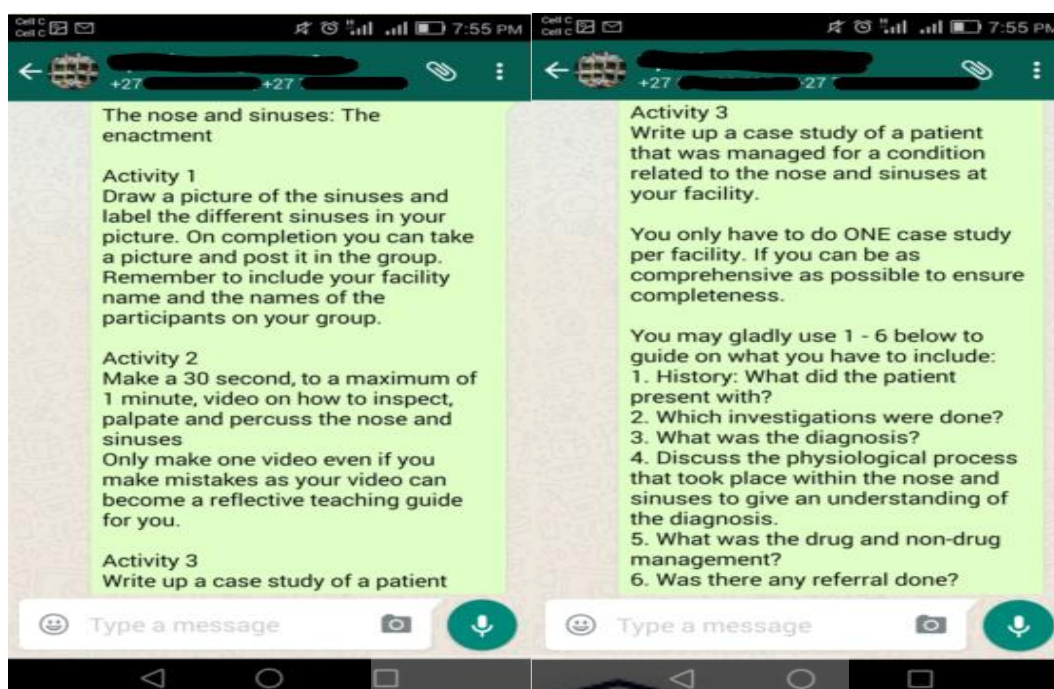 Cell C
Cell C
H
7:55 PM
+27
+27
The nose and sinuses: The
enactment
Activity 1
Draw a picture of the sinuses and
label the different sinuses in your
picture. On completion you can take
a picture and post it in the group.
Remember to include your facility
name and the names of the
participants on your group.
Activity 2
Make a 30 second, to a maximum of
1 minute, video on how to inspect,
palpate and percuss the nose and
sinuses
Only make one video even if you
make mistakes as your video can
become a reflective teaching guide
for you.
Activity 3
Write up a case study of a patient
Type a message
Cell C
Cell C
H
7:55 PM
+27
27
Activity 3
Write up a case study of a patient
that was managed for a condition
related to the nose and sinuses at
your facility.
You only have to do ONE case study
per facility. If you can be as
comprehensive as possible to ensure
completeness.
You may gladly use 1 - 6 below to
guide on what you have to include:
1. History: What did the patient
present with?
2. Which investigations were done?
3. What was the diagnosis?
4. Discuss the physiological process
that took place within the nose and
sinuses to give an understanding of
the diagnosis.
5. What was the drug and non-drug
management?
6. Was there any referral done?
Type a message